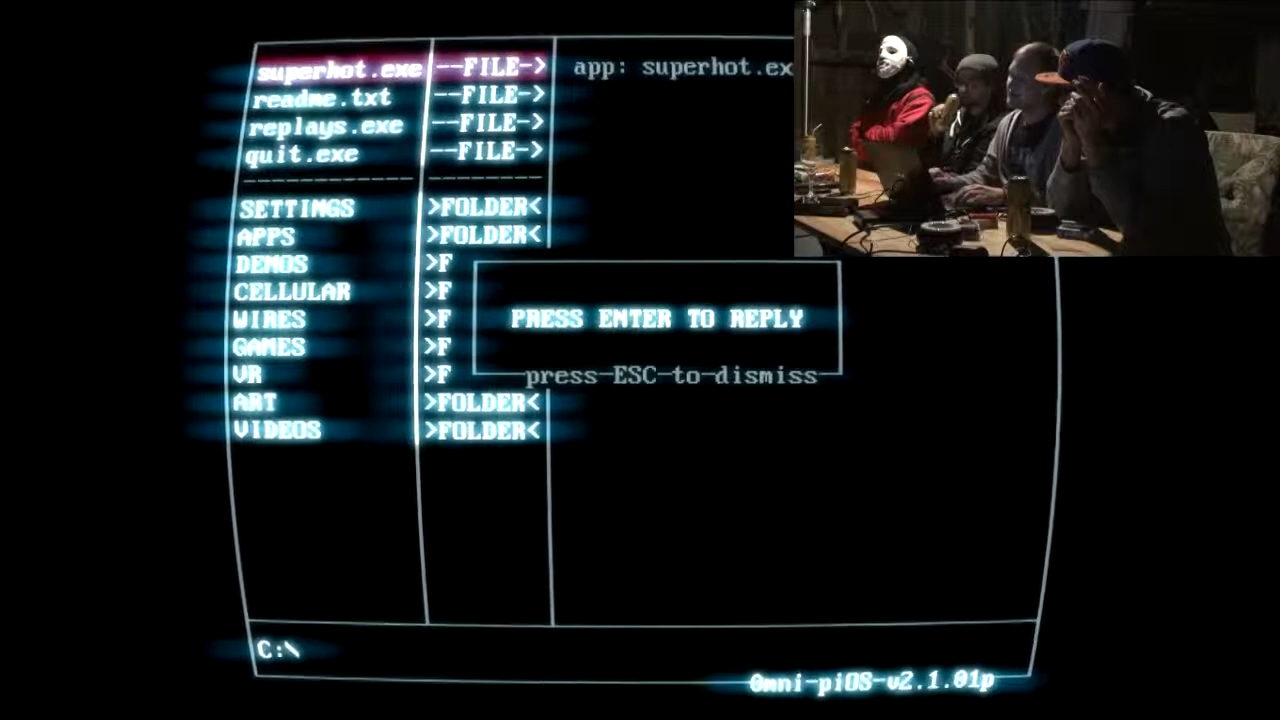 superhot.exe --FILE-> app: superhot.ex
readme.txt --FILE->
replays.exe --FILE->
quit.exe --FILE->
SETTINGS >FOLDER<
APPS >FOLDER<
DEMOS >F
CELLULAR >F
WIRES >F PRESS ENTER TO REPLY
GAMES >F
VR >F press-ESC-to-dismiss
ART >FOLDER<
VIDEOS >FOLDER<
C:\
Omni-piOS-v2.1.01p